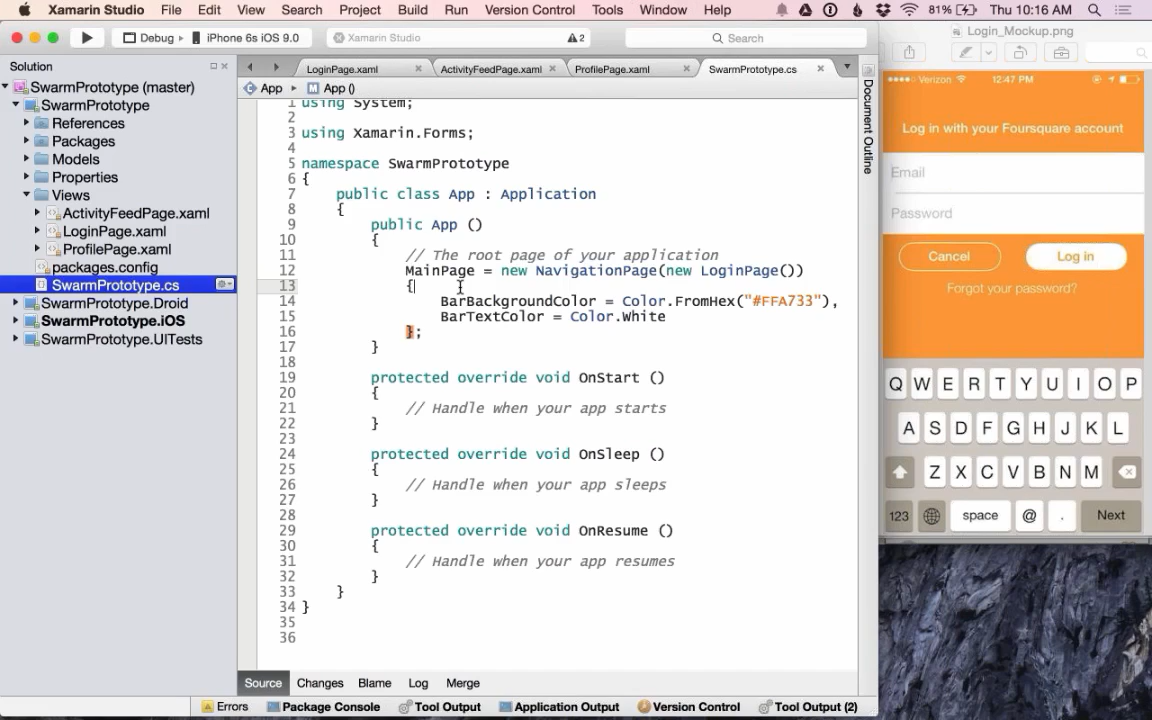 Xamarin Studio File Edit View Search Project Build Run Version Control Tools Window Help 81% Thu 10:16 AM
Debug iPhone 6s iOS 9.0 Xamarin Studio 2 Search
Solution
SwarmPrototype (master)
SwarmPrototype
References
Packages
Models
Properties
Views
ActivityFeedPage.xaml
LoginPage.xaml
ProfilePage.xaml
packages.config
SwarmPrototype.cs
SwarmPrototype.Droid
SwarmPrototype.iOS
SwarmPrototype.UITests
LoginPage.xaml ActivityFeedPage.xaml ProfilePage.xaml SwarmPrototype.cs
App App ()
1 using System;
2
3 using Xamarin.Forms;
4
5 namespace SwarmPrototype
6 {
7 public class App : Application
8 {
9 public App ()
10 {
11 // The root page of your application
12 MainPage = new NavigationPage(new LoginPage())
13 {
14 BarBackgroundColor = Color.FromHex("#FFA733"),
15 BarTextColor = Color.White
16 };
17 }
18
19 protected override void OnStart ()
20 {
21 // Handle when your app starts
22 }
23
24 protected override void OnSleep ()
25 {
26 // Handle when your app sleeps
27 }
28
29 protected override void OnResume ()
30 {
31 // Handle when your app resumes
32 }
33 }
34 }
35
36
Source Changes Blame Log Merge
Errors Package Console Tool Output Application Output Version Control Tool Output (2)
Document Outline
Login_Mockup.png
Verizon 12:47 PM
Log in with your Foursquare account
Email
Password
Cancel Log in
Forgot your password?
Q W E R T Y U I O P
A S D F G H J K L
Z X C V B N M
123 space @ . Next